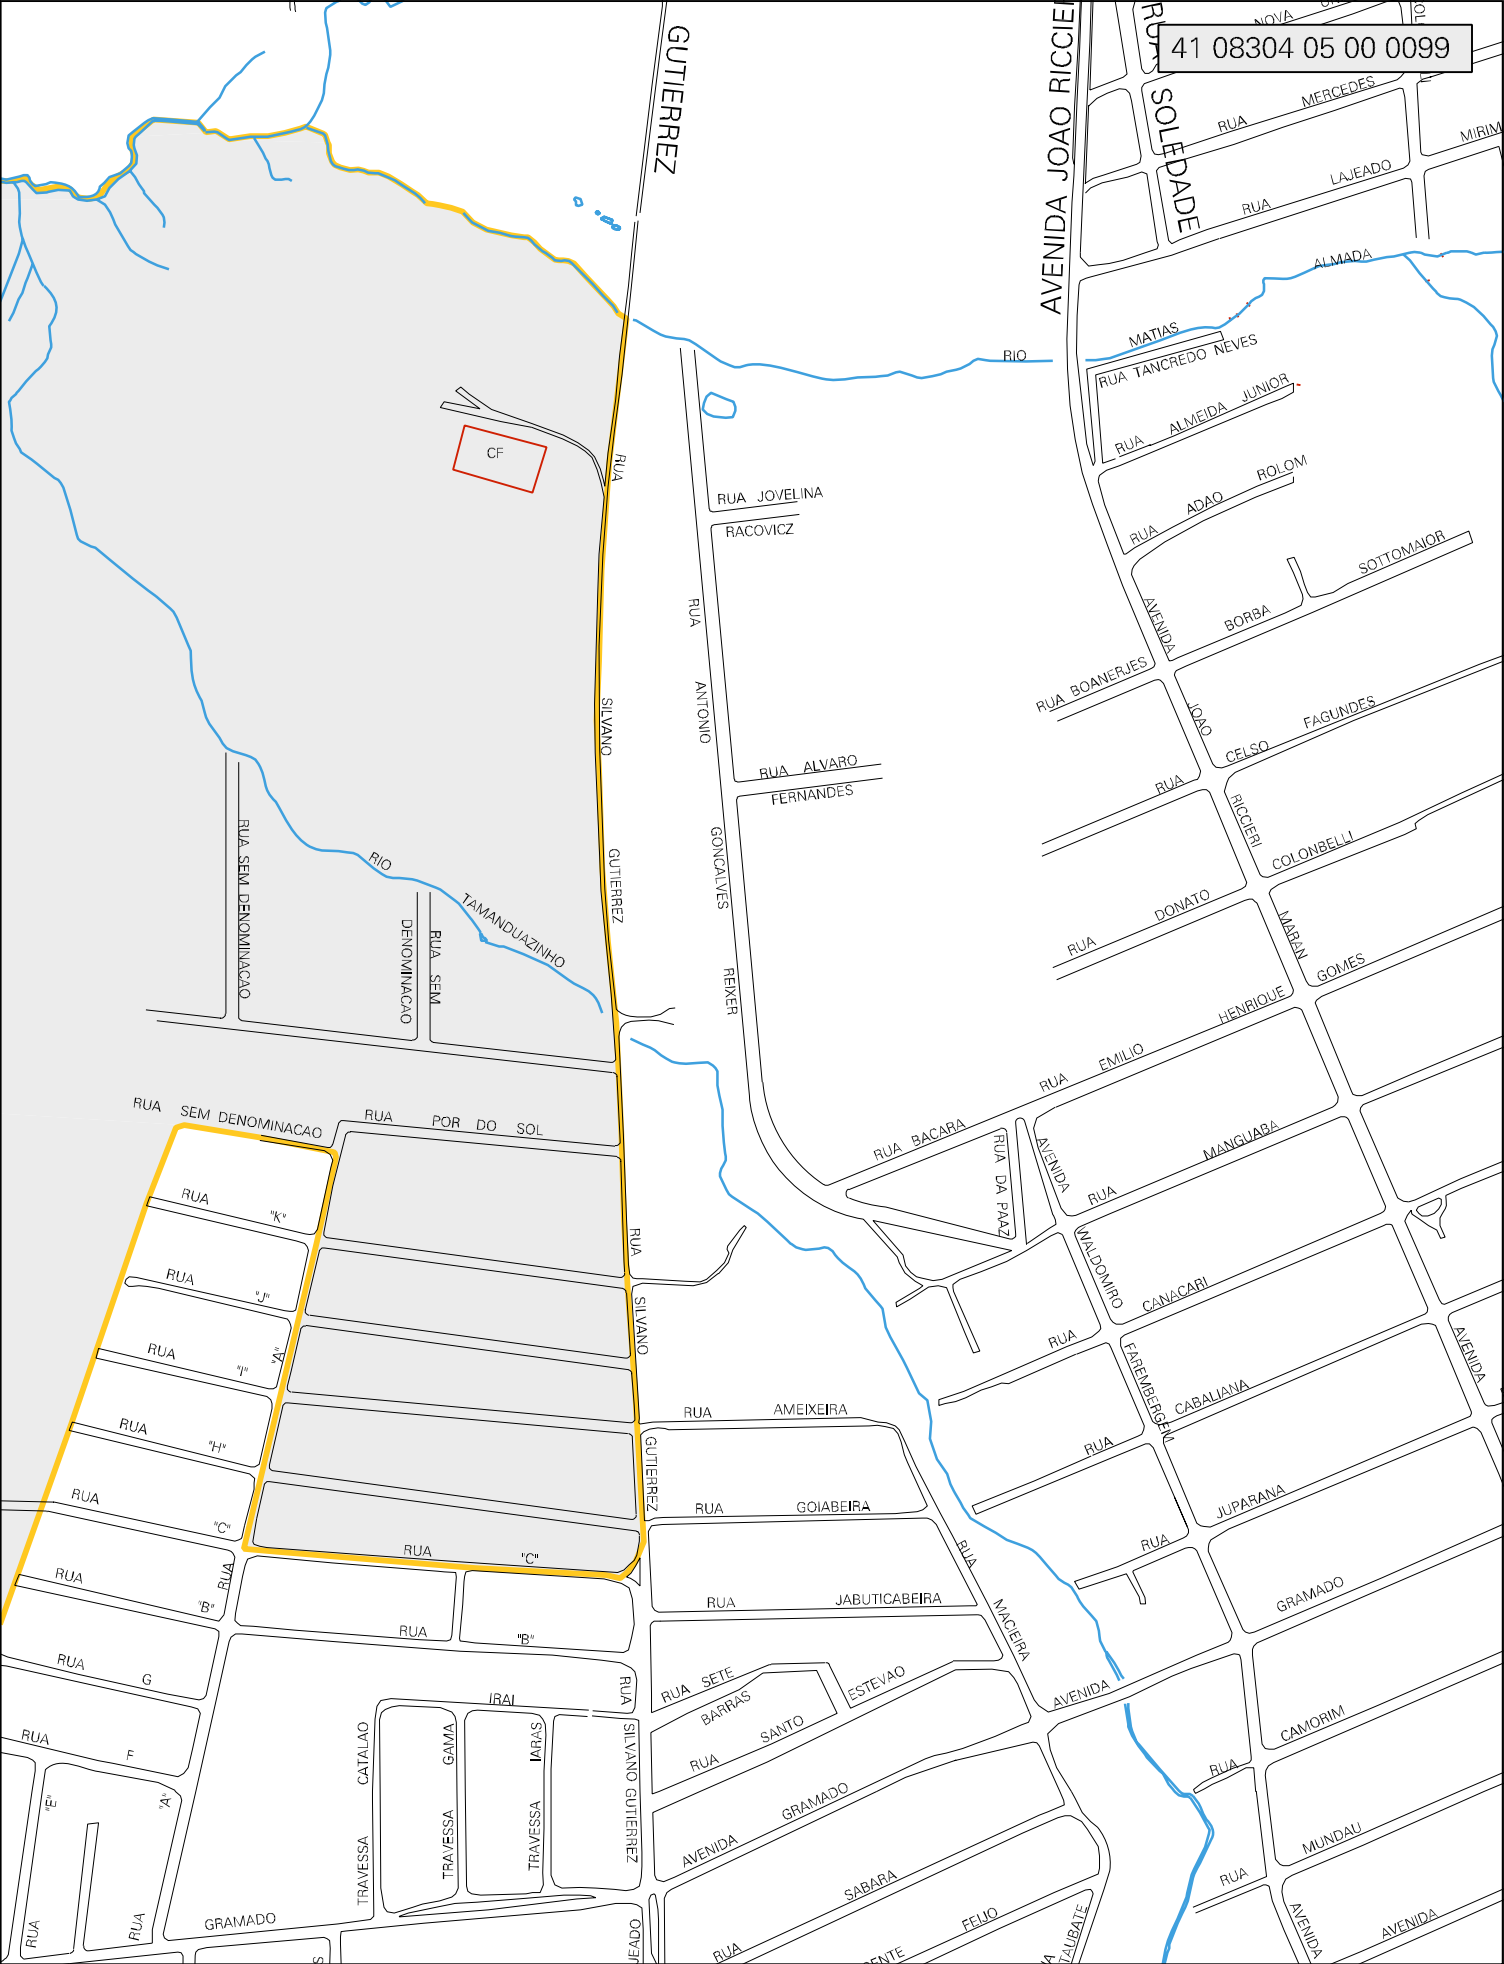 41 08304 05 00 0099
GUTIERREZ
AVENIDA JOAO RICCIERI
RUA SOLEDADE
NOVA
RUA MERCEDES
MIRIM
RUA LAJEADO
ALMADA
RIO
MATIAS
RUA TANCREDO NEVES
RUA ALMEIDA JUNIOR
CF
RUA
RUA JOVELINA
RACOVICZ
RUA ADAO ROLOM
SOTTOMAIOR
BORBA
AVENIDA
RUA BOANERJES
RUA
ANTONIO
SILVANO
JOAO
FAGUNDES
CELSO
RUA ALVARO
FERNANDES
RUA
RICCIERI
COLONBELLI
RUA SEM DENOMINACAO
RIO
TAMANDUAZINHO
GUTIERREZ
GONCALVES
RUA SEM
DENOMINACAO
RUA DONATO
MARAN
GOMES
REIXER
HENRIQUE
RUA EMILIO
RUA SEM DENOMINACAO
RUA POR DO SOL
RUA BACARA
RUA DA PAAZ
AVENIDA
RUA MANGUABA
RUA "K"
RUA
WALDOMIRO
RUA "J"
CANACARI
SILVANO
RUA
RUA "I"
"A"
AVENIDA
FAREMBERGEM
CABALIANA
RUA AMEIXEIRA
RUA "H"
GUTIERREZ
RUA
RUA "C"
RUA GOIABEIRA
JUPARANA
RUA "C"
RUA
RUA
RUA "B"
RUA
RUA JABUTICABEIRA
GRAMADO
RUA "B"
MACIEIRA
RUA G
RUA SETE
BARRAS
ESTEVAO
RUA SANTO
AVENIDA
IRAI
RUA
RUA F
CAMORIM
RUA
TRAVESSA CATALAO
TRAVESSA GAMA
TRAVESSA IARAS
SILVANO GUTIERREZ
"E"
"A"
AVENIDA GRAMADO
MUNDAU
RUA
SABARA
RUA
RUA
GRAMADO
FEIJO
RUA
AVENIDA
AVENIDA
TAUBATE